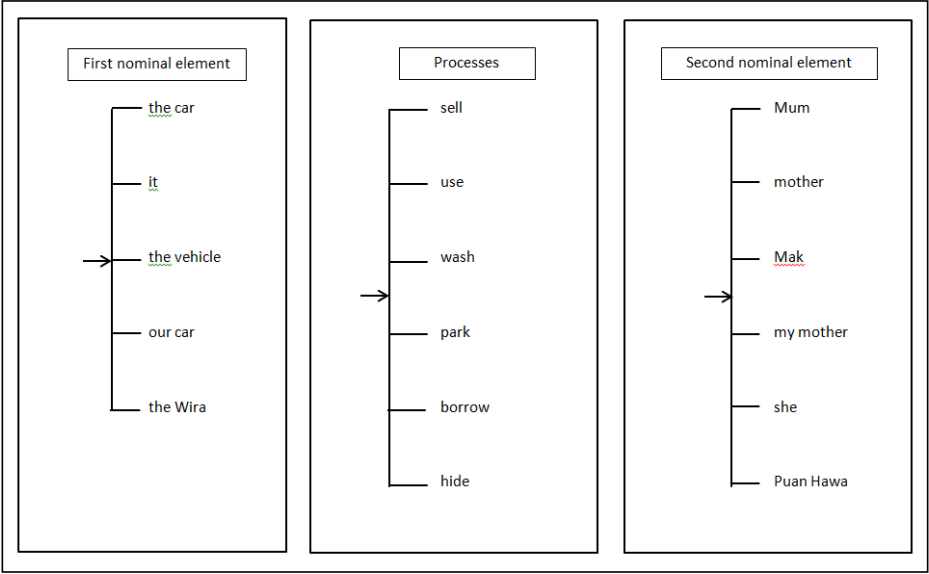 First nominal element
the car
it
the vehicle
our car
the Wira
Processes
sell
use
wash
park
borrow
hide
Second nominal element
Mum
mother
Mak
my mother
she
Puan Hawa